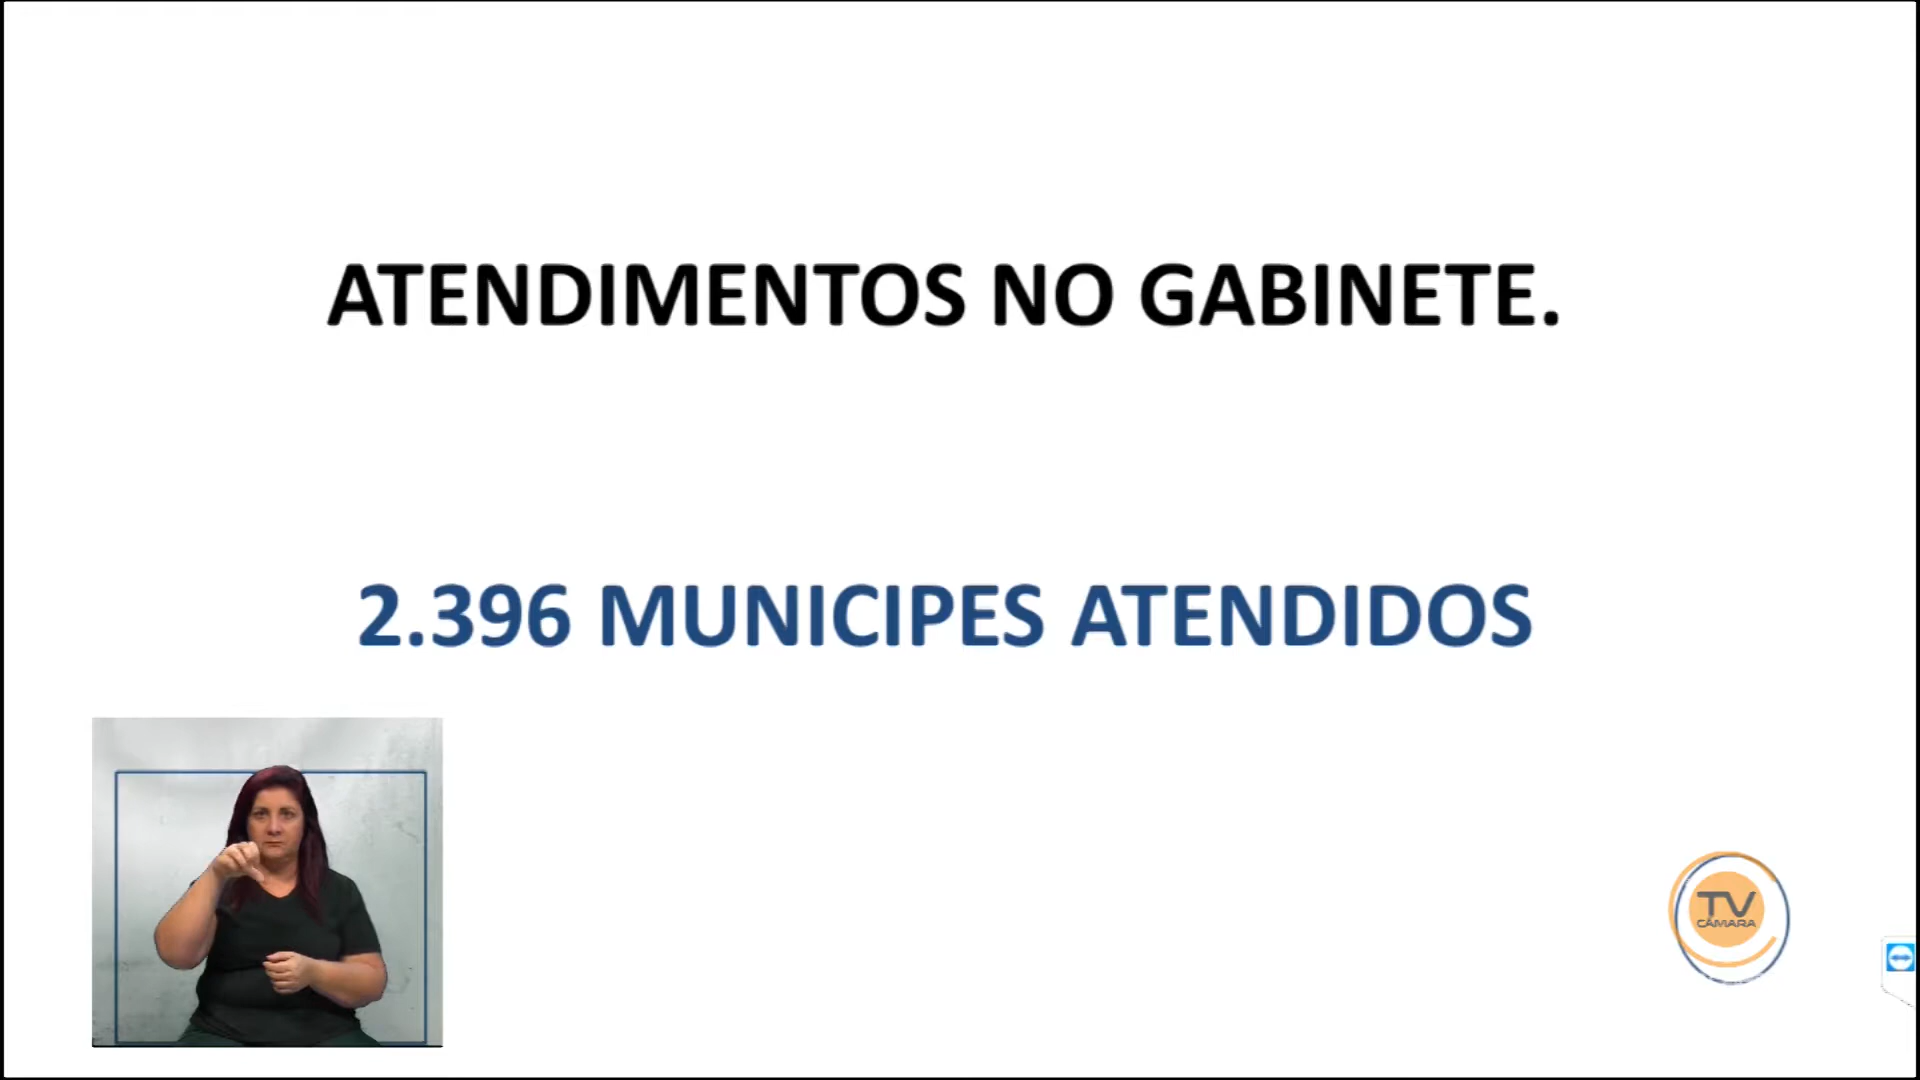 ATENDIMENTOS NO GABINETE.
2.396 MUNICIPES ATENDIDOS
TV
CÂMARA